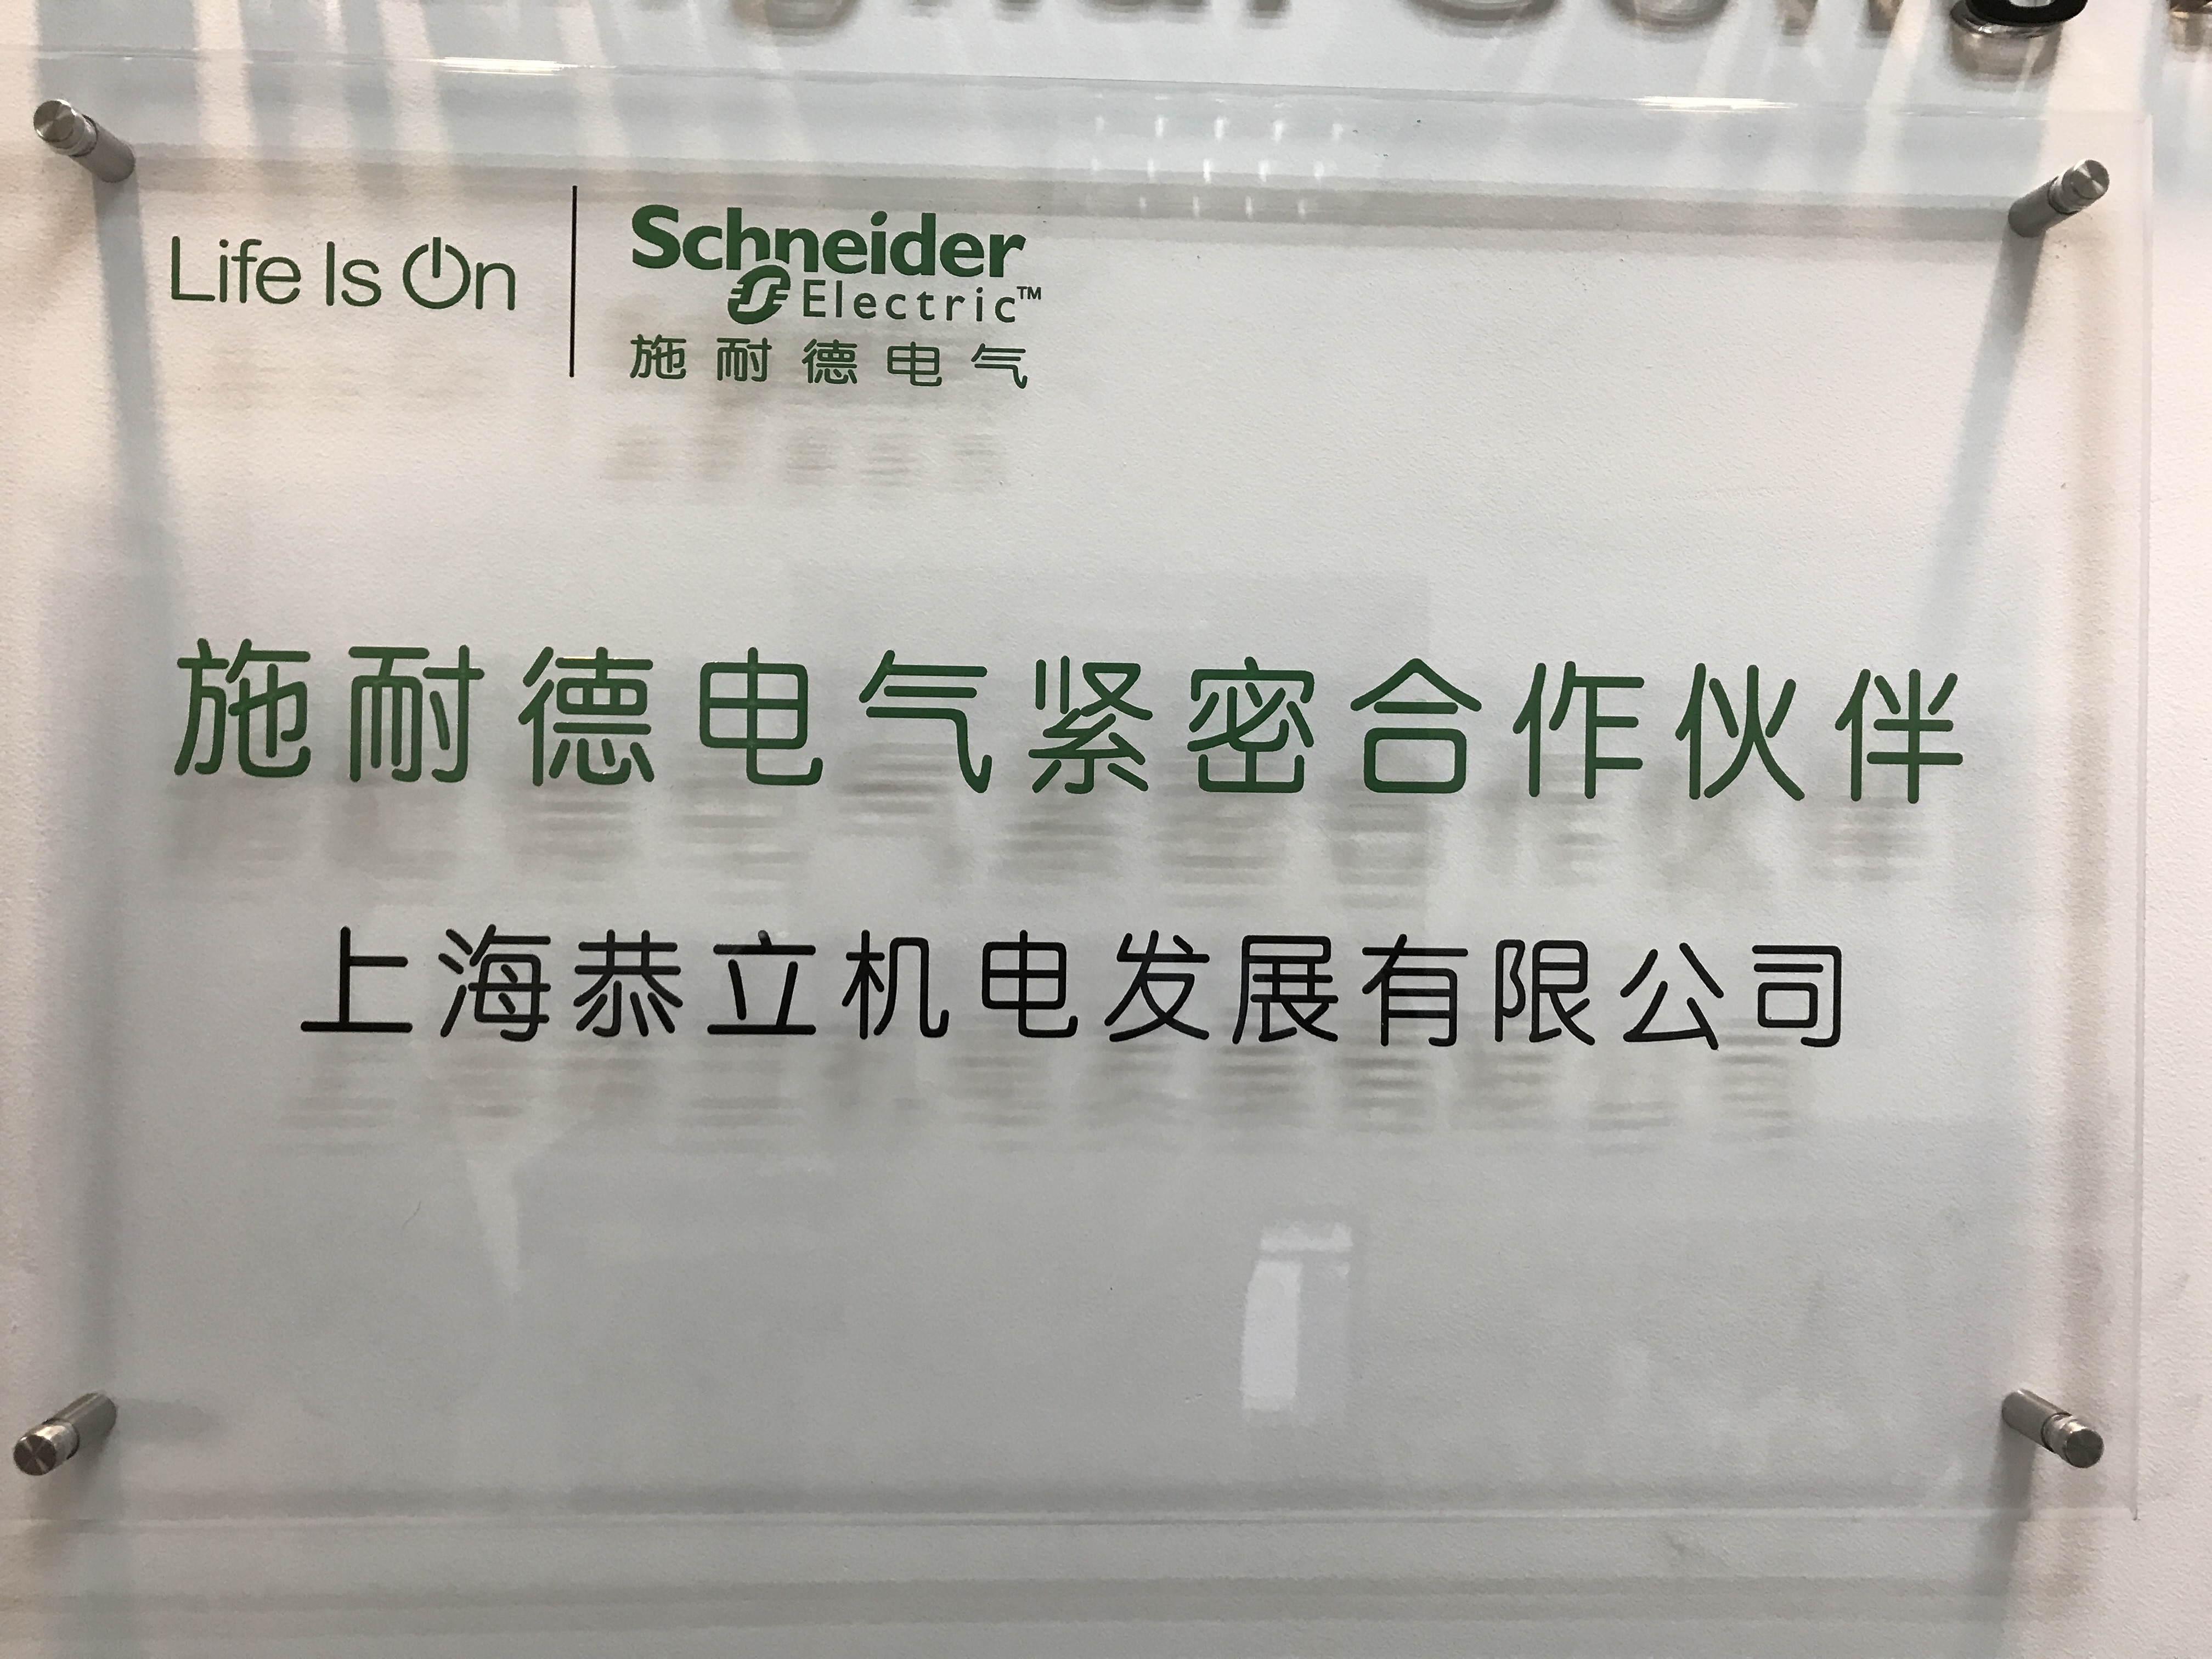 Life Is On
Schneider
Electric™
施耐德电气
施耐德电气紧密合作伙伴
上海恭立机电发展有限公司